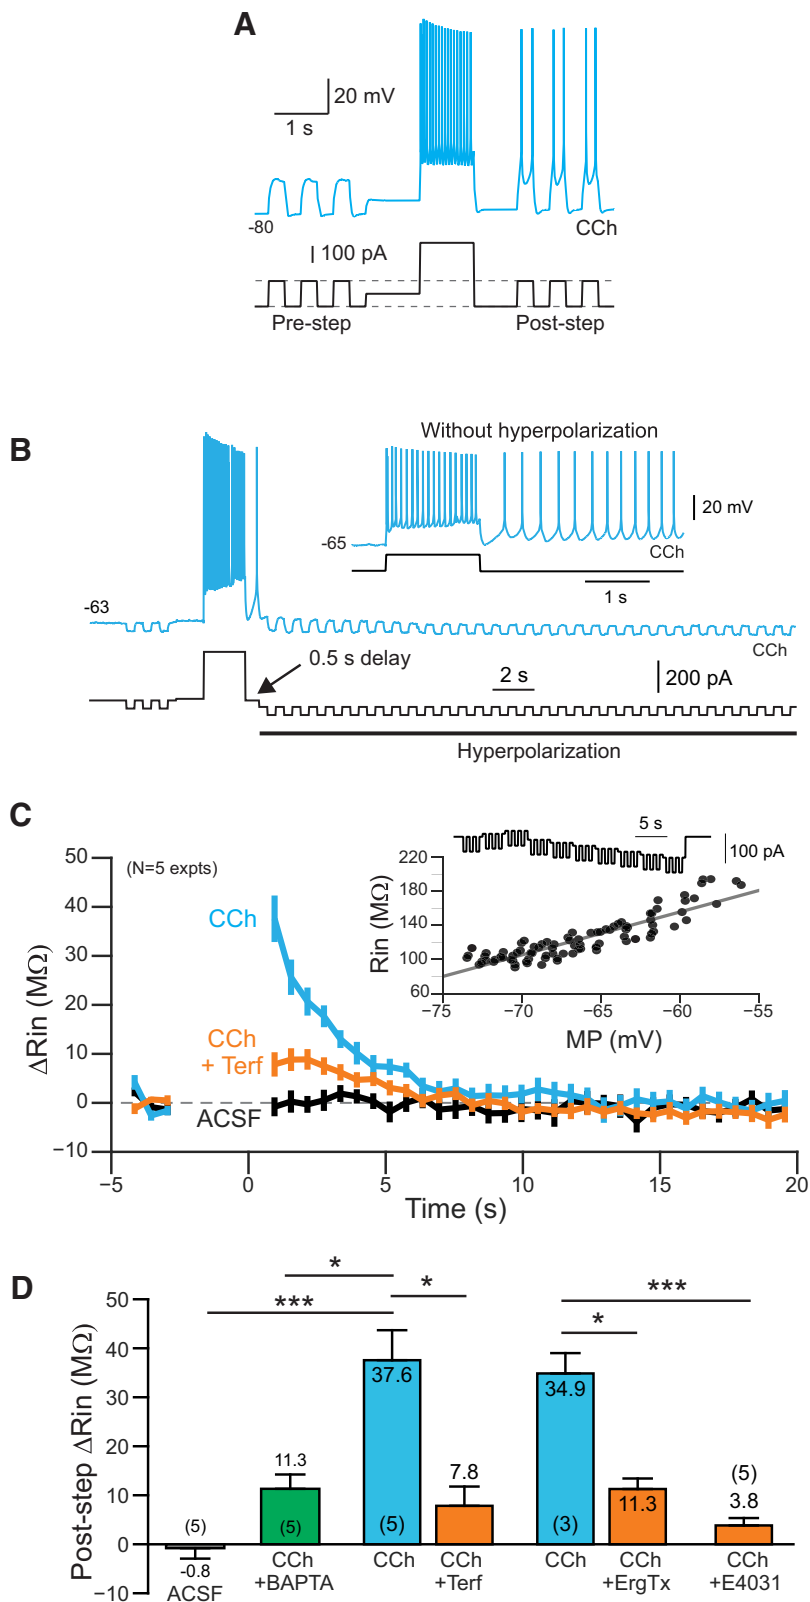 A
20 mV
1 s
-80
CCh
100 pA
Pre-step
Post-step
B
Without hyperpolarization
20 mV
-65
CCh
1 s
-63
CCh
0.5 s delay
2 s
200 pA
Hyperpolarization
C
50
40
30
20
10
0
−10
ΔRin (MΩ)
(N=5 expts)
CCh
CCh
+ Terf
ACSF
−5
0
5
10
15
20
Time (s)
5 s
100 pA
220
180
140
100
60
Rin (MΩ)
−75
−70
−65
−60
−55
MP (mV)
D
50
40
30
20
10
0
−10
Post-step ΔRin (MΩ)
*
***
*
***
*
(5)
-0.8
ACSF
11.3
(5)
CCh
+BAPTA
37.6
(5)
CCh
7.8
CCh
+Terf
34.9
(3)
CCh
11.3
CCh
+ErgTx
(5)
3.8
CCh
+E4031